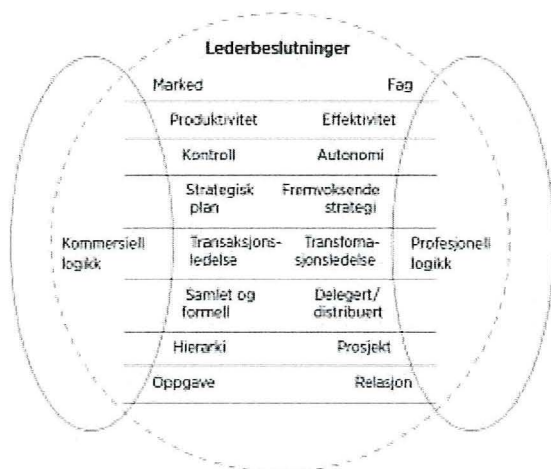 Lederbeslutninger
Marked Fag
Produktivitet Effektivitet
Kontroll Autonomi
Strategisk Fremvoksende
plan strategi
Kommersiell Transaksjons- Transfoma- Profesjonell
logikk ledelse sjonsledelse logikk
Samlet og Delegert/
formell distribuert
Hierarki Prosjekt
Oppgave Relasjon